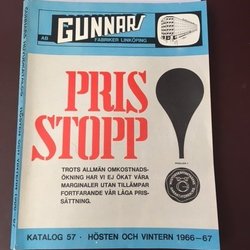 GUNNARS
AB
FABRIKER LINKÖPING
PRIS
STOPP
TROTS ALLMÄN OMKOSTNADS-
ÖKNING HAR VI EJ ÖKAT VÅRA
MARGINALER UTAN TILLÄMPAR
FORTFARANDE VÅR LÅGA PRIS-
SÄTTNING.
KATALOG 57 · HÖSTEN OCH VINTERN 1966-67